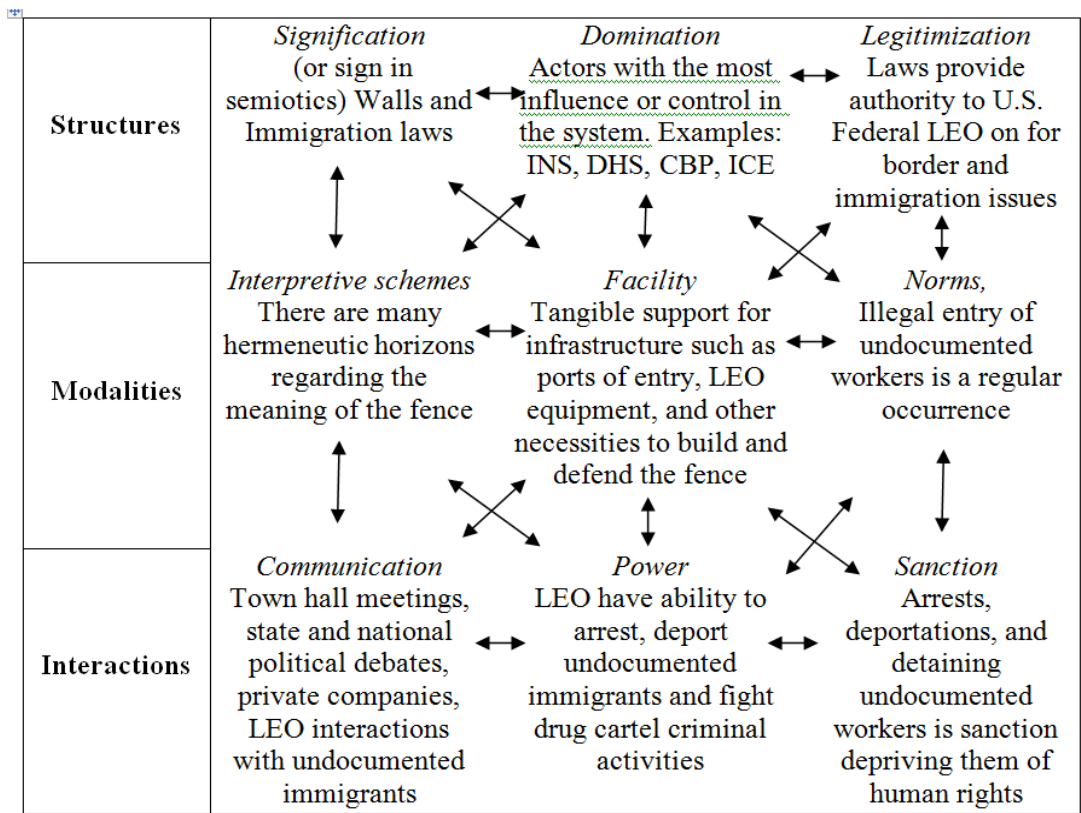 Structures
Signification
(or sign in
semiotics) Walls and
Immigration laws
Domination
Actors with the most
influence or control in
the system. Examples:
INS, DHS, CBP, ICE
Legitimization
Laws provide
authority to U.S.
Federal LEO on for
border and
immigration issues
Modalities
Interpretive schemes
There are many
hermeneutic horizons
regarding the
meaning of the fence
Facility
Tangible support for
infrastructure such as
ports of entry, LEO
equipment, and other
necessities to build and
defend the fence
Norms,
Illegal entry of
undocumented
workers is a regular
occurrence
Interactions
Communication
Town hall meetings,
state and national
political debates,
private companies,
LEO interactions
with undocumented
immigrants
Power
LEO have ability to
arrest, deport
undocumented
immigrants and fight
drug cartel criminal
activities
Sanction
Arrests,
deportations, and
detaining
undocumented
workers is sanction
depriving them of
human rights